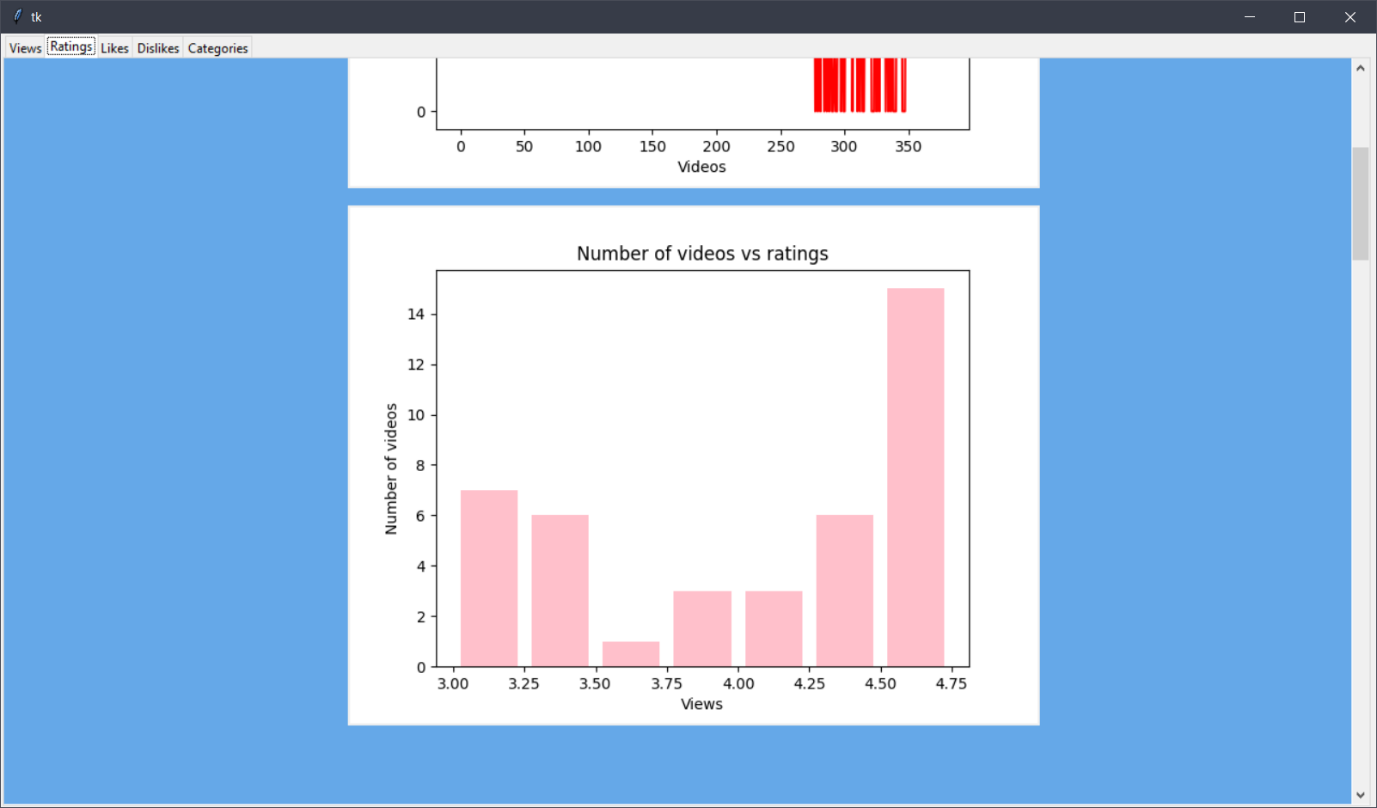 tk
Views Ratings Likes Dislikes Categories
0
0 50 100 150 200 250 300 350
Videos
Number of videos vs ratings
14
12
10
8
6
4
2
0
Number of videos
3.00 3.25 3.50 3.75 4.00 4.25 4.50 4.75
Views